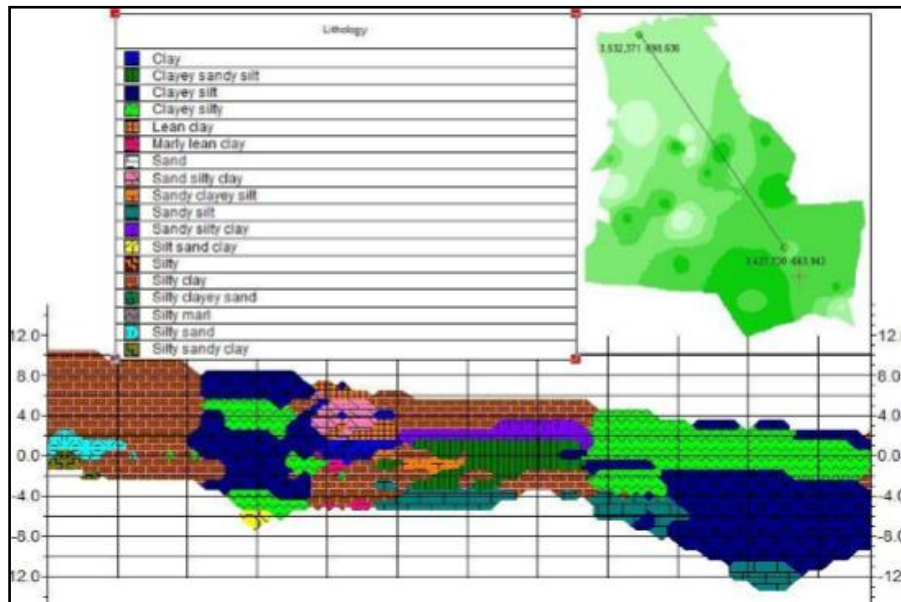 Lithology
Clay
Clayey sandy silt
Clayey silt
Clayey silty
Lean clay
Marly lean clay
Sand
Sand silty clay
Sandy clayey silt
Sandy silt
Sandy silty clay
Silt sand clay
Silty
Silty clay
Silty clayey sand
Silty marl
Silty sand
Silty sandy clay
12.0
8.0
4.0
0.0
-4.0
-8.0
12.0
12.0
8.0
4.0
0.0
-4.0
-8.0
-12